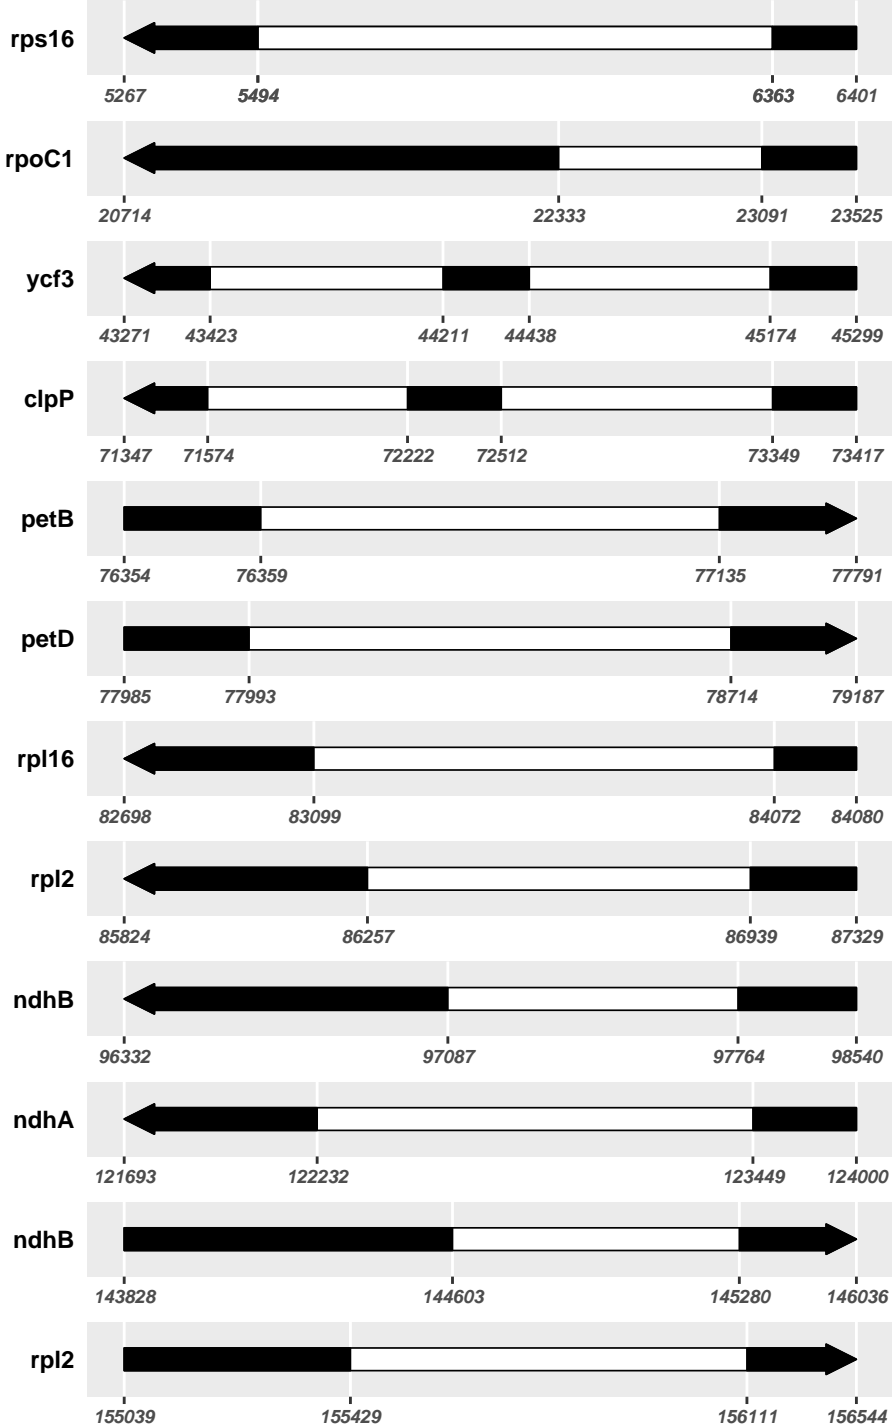 rps16
5267 5494 6363 6401
rpoC1
20714 22333 23091 23525
ycf3
43271 43423 44211 44438 45174 45299
clpP
71347 71574 72222 72512 73349 73417
petB
76354 76359 77135 77791
petD
77985 77993 78714 79187
rpl16
82698 83099 84072 84080
rpl2
85824 86257 86939 87329
ndhB
96332 97087 97764 98540
ndhA
121693 122232 123449 124000
ndhB
143828 144603 145280 146036
rpl2
155039 155429 156111 156544